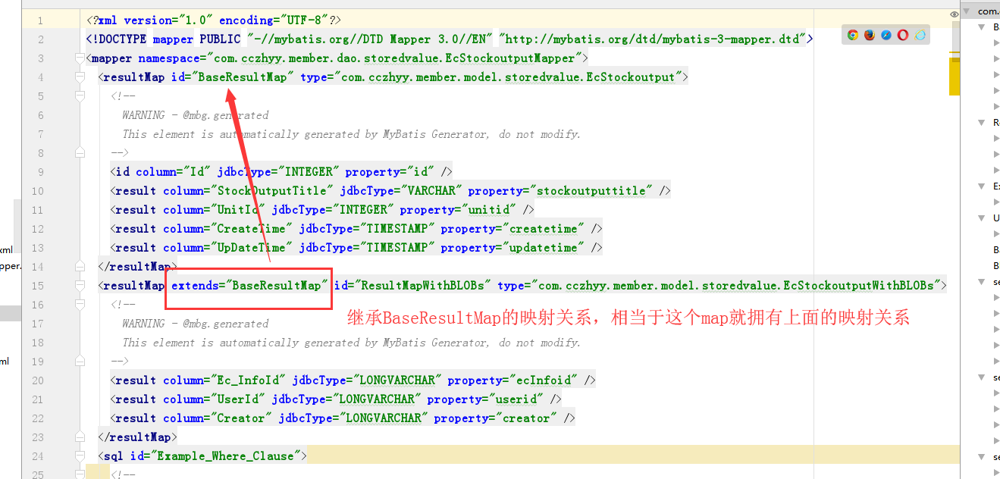 1 <?xml version="1.0" encoding="UTF-8"?>
2 <!DOCTYPE mapper PUBLIC "-//mybatis.org//DTD Mapper 3.0//EN" "http://mybatis.org/dtd/mybatis-3-mapper.dtd">
3 <mapper namespace="com.cczhyy.member.dao.storedvalue.EcStockoutputMapper">
4 <resultMap id="BaseResultMap" type="com.cczhyy.member.model.storedvalue.EcStockoutput">
5 <!--
6 WARNING - @mbg.generated
7 This element is automatically generated by MyBatis Generator, do not modify.
8 -->
9 <id column="Id" jdbcType="INTEGER" property="id" />
10 <result column="StockOutputTitle" jdbcType="VARCHAR" property="stockoutputtitle" />
11 <result column="UnitId" jdbcType="INTEGER" property="unitid" />
12 <result column="CreateTime" jdbcType="TIMESTAMP" property="createtime" />
13 <result column="UpDateTime" jdbcType="TIMESTAMP" property="updatetime" />
14 </resultMap>
15 <resultMap extends="BaseResultMap" id="ResultMapWithBLOBs" type="com.cczhyy.member.model.storedvalue.EcStockoutputWithBLOBs">
16 <!--
继承BaseResultMap的映射关系，相当于这个map就拥有上面的映射关系
17 WARNING - @mbg.generated
18 This element is automatically generated by MyBatis Generator, do not modify.
19 -->
20 <result column="Ec_InfoId" jdbcType="LONGVARCHAR" property="ecInfoid" />
21 <result column="UserId" jdbcType="LONGVARCHAR" property="userid" />
22 <result column="Creator" jdbcType="LONGVARCHAR" property="creator" />
23 </resultMap>
24 <sql id="Example_Where_Clause">
25 <!--
xml
pper.
ml
com.
B
R
E
U
B
B
se
se
se